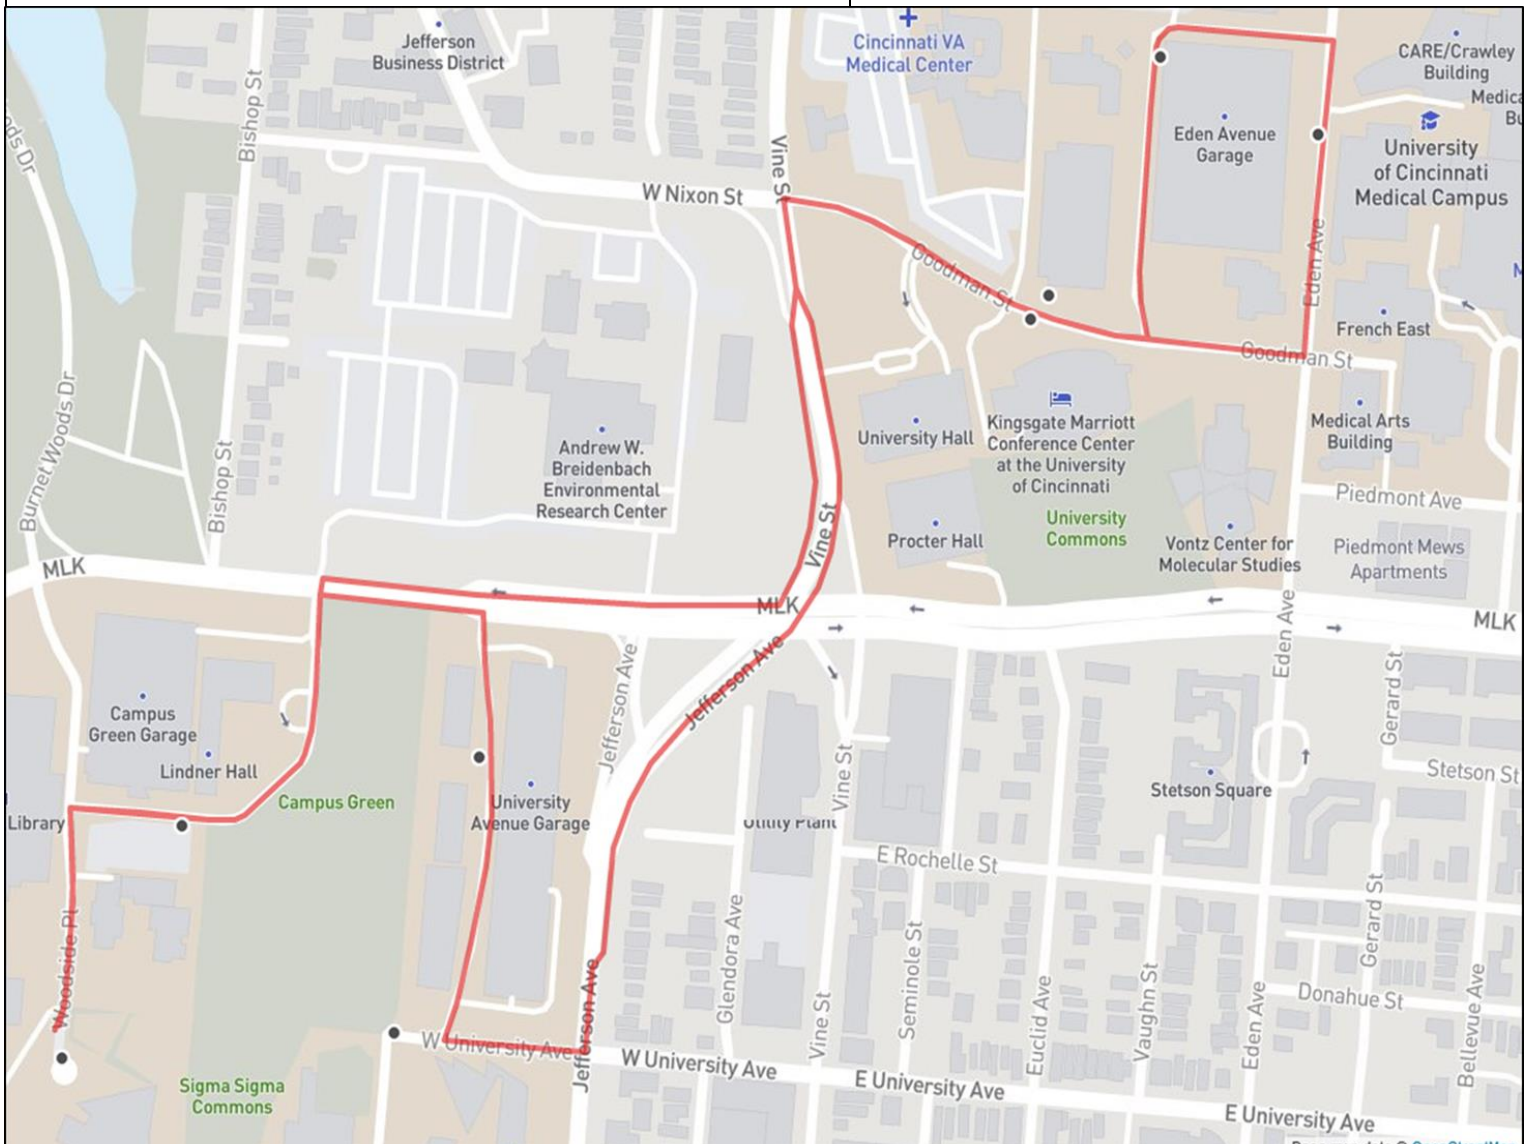 Jefferson
Business District
Cincinnati VA
Medical Center
CARE/Crawley
Building
Eden Avenue
Garage
University
of Cincinnati
Medical Campus
Bishop St
Vine St
W Nixon St
Goodman St
Eden Ave
Goodman St
French East
Burnet Woods Dr
Bishop St
Andrew W.
Breidenbach
Environmental
Research Center
University Hall
Kingsgate Marriott
Conference Center
at the University
of Cincinnati
Medical Arts
Building
Piedmont Ave
University
Commons
Procter Hall
Vontz Center for
Molecular Studies
Piedmont Mews
Apartments
Vine St
MLK
MLK
MLK
Eden Ave
Jefferson Ave
Jefferson Ave
Gerard St
Campus
Green Garage
Lindner Hall
Campus Green
University
Avenue Garage
Library
Utility Plant
Vine St
Stetson Square
Stetson St
E Rochelle St
Glendora Ave
Seminole St
Gerard St
Woodside Pl
Jefferson Ave
Vine St
Euclid Ave
Vaughn St
Eden Ave
Donahue St
Bellevue Ave
W University Ave
W University Ave
E University Ave
E University Ave
Sigma Sigma
Commons